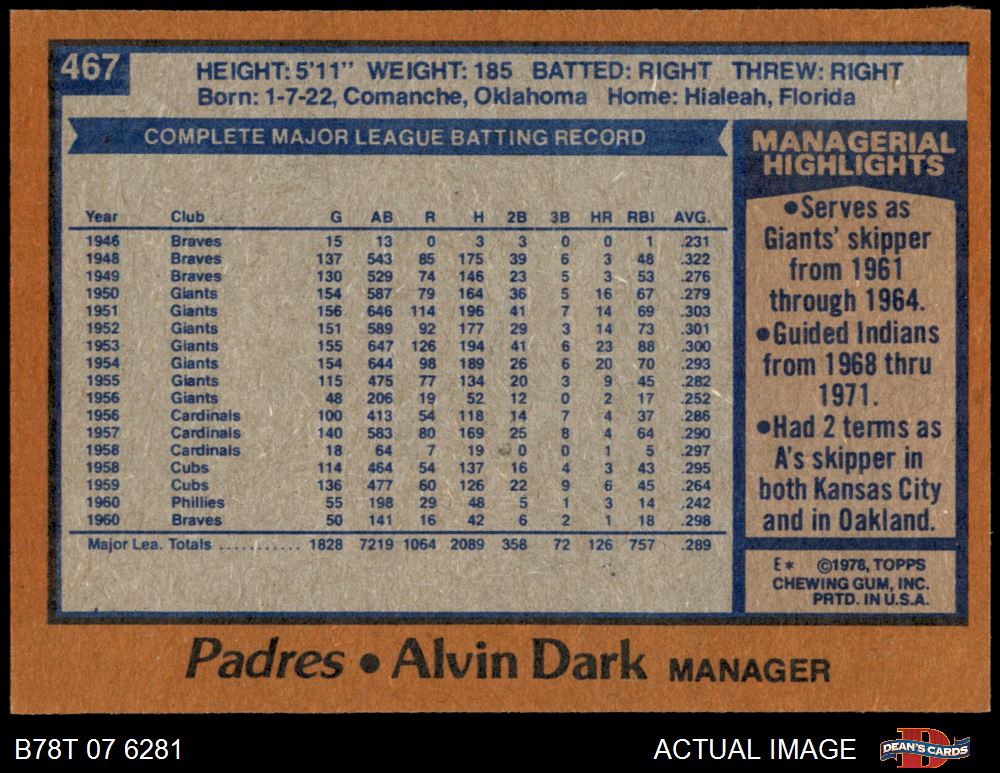 467
HEIGHT: 5'11" WEIGHT: 185 BATTED: RIGHT THREW: RIGHT
Born: 1-7-22, Comanche, Oklahoma Home: Hialeah, Florida
COMPLETE MAJOR LEAGUE BATTING RECORD
Year Club G AB R H 2B 3B HR RBI AVG.
1946 Braves 15 13 0 3 3 0 0 1 .231
1948 Braves 137 543 85 175 39 6 3 48 .322
1949 Braves 130 529 74 146 23 5 3 53 .276
1950 Giants 154 587 79 164 36 5 16 67 .279
1951 Giants 156 646 114 196 41 7 14 69 .303
1952 Giants 151 589 92 177 29 3 14 73 .301
1953 Giants 155 647 126 194 41 6 23 88 .300
1954 Giants 154 644 98 189 26 6 20 70 .293
1955 Giants 115 475 77 134 20 3 9 45 .282
1956 Giants 48 206 19 52 12 0 2 17 .252
1956 Cardinals 100 413 54 118 14 7 4 37 .286
1957 Cardinals 140 583 80 169 25 8 4 64 .290
1958 Cardinals 18 64 7 19 0 0 1 5 .297
1958 Cubs 114 464 54 137 16 4 3 43 .295
1959 Cubs 136 477 60 126 22 9 6 45 .264
1960 Phillies 55 198 29 48 5 1 3 14 .242
1960 Braves 50 141 16 42 6 2 1 18 .298
Major Lea. Totals ........... 1828 7219 1064 2089 358 72 126 757 .289
MANAGERIAL
HIGHLIGHTS
•Serves as
Giants' skipper
from 1961
through 1964.
•Guided Indians
from 1968 thru
1971.
•Had 2 terms as
A's skipper in
both Kansas City
and in Oakland.
E* ©1978, TOPPS
CHEWING GUM, INC.
PRTD. IN U.S.A.
Padres • Alvin Dark MANAGER
B78T 07 6281 ACTUAL IMAGE DEAN'S CARDS